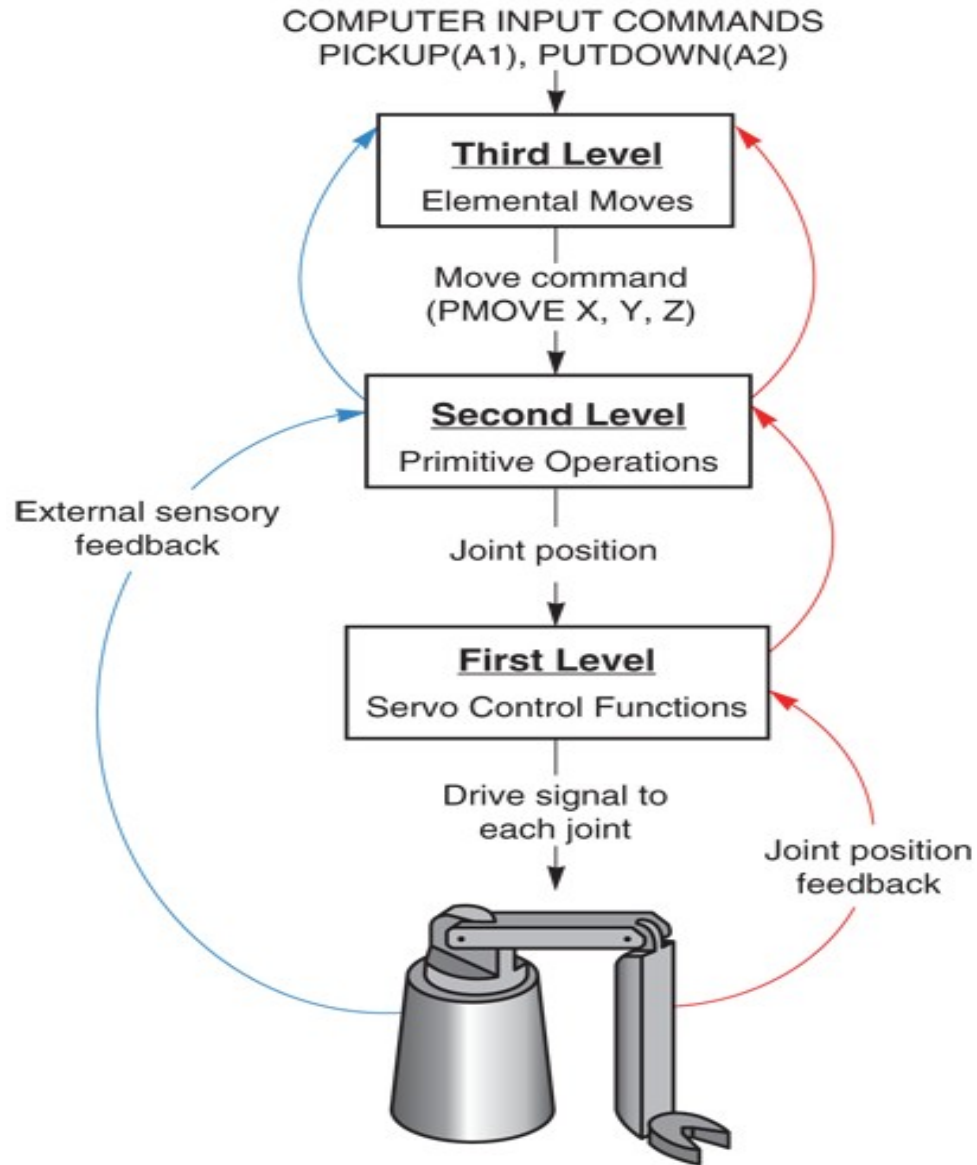 COMPUTER INPUT COMMANDS
PICKUP(A1), PUTDOWN(A2)
Third Level
Elemental Moves
Move command
(PMOVE X, Y, Z)
Second Level
Primitive Operations
External sensory
feedback
Joint position
First Level
Servo Control Functions
Drive signal to
each joint
Joint position
feedback